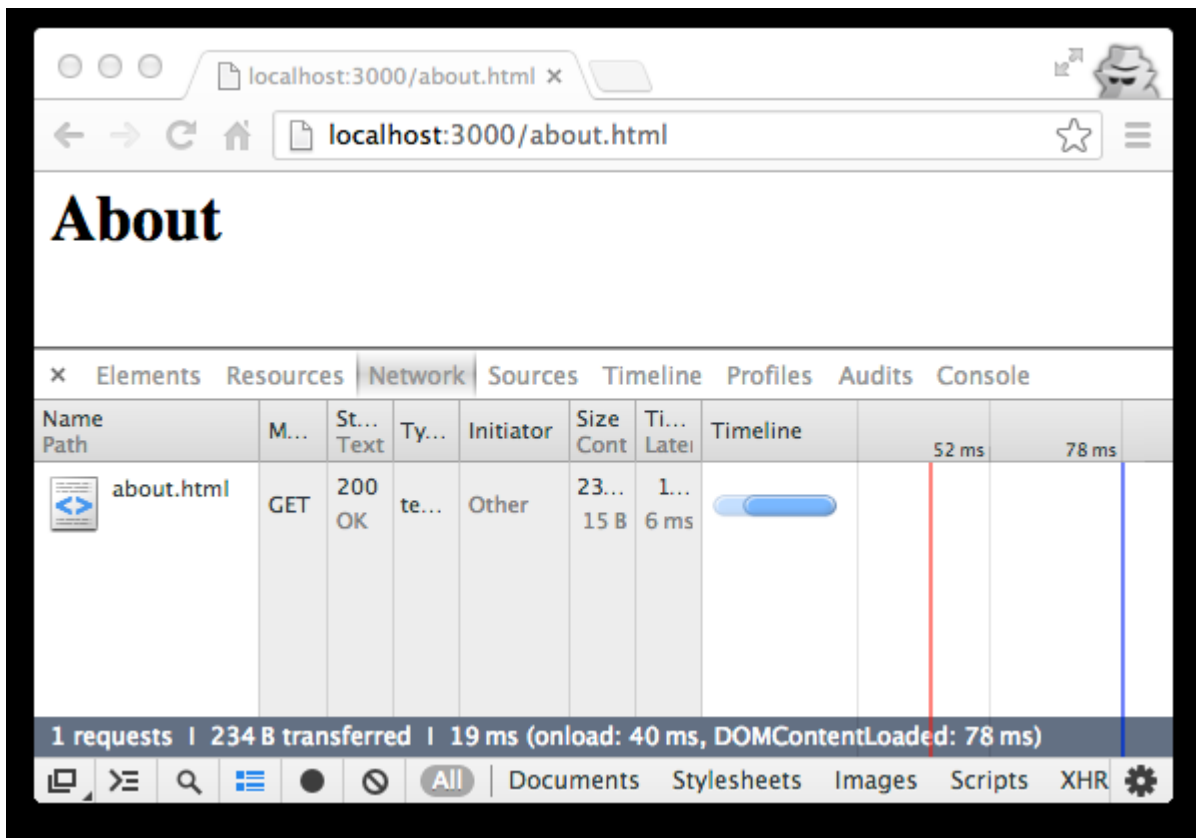 localhost:3000/about.html ×
localhost:3000/about.html
About
× Elements Resources Network Sources Timeline Profiles Audits Console
Name M... St... Ty... Initiator Size Ti... Timeline
Path Text Cont Later 52 ms 78 ms
about.html GET 200 te... Other 23... 1...
OK 15 B 6 ms
1 requests | 234 B transferred | 19 ms (onload: 40 ms, DOMContentLoaded: 78 ms)
All Documents Stylesheets Images Scripts XHR